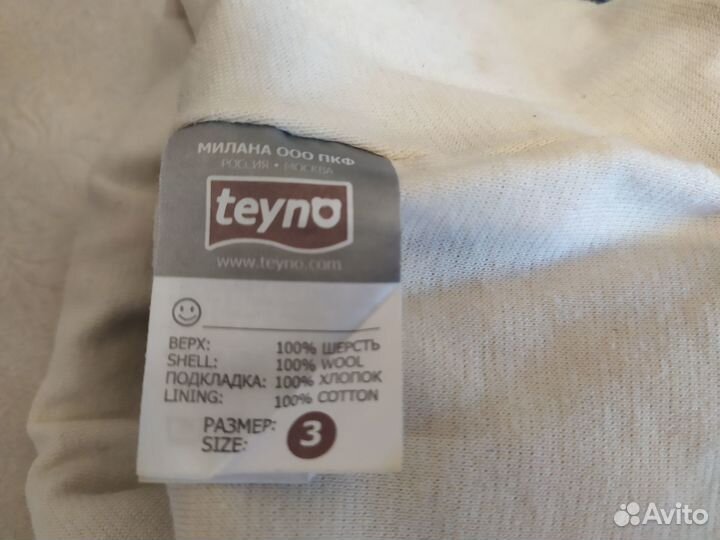 МИЛАНА ООО ПКФ
РОССИЯ • МОСКВА
teyno
www.teyno.com
ВЕРХ: 100% ШЕРСТЬ
SHELL: 100% WOOL
ПОДКЛАДКА: 100% ХЛОПОК
LINING: 100% COTTON
РАЗМЕР:
SIZE: 3
Avito